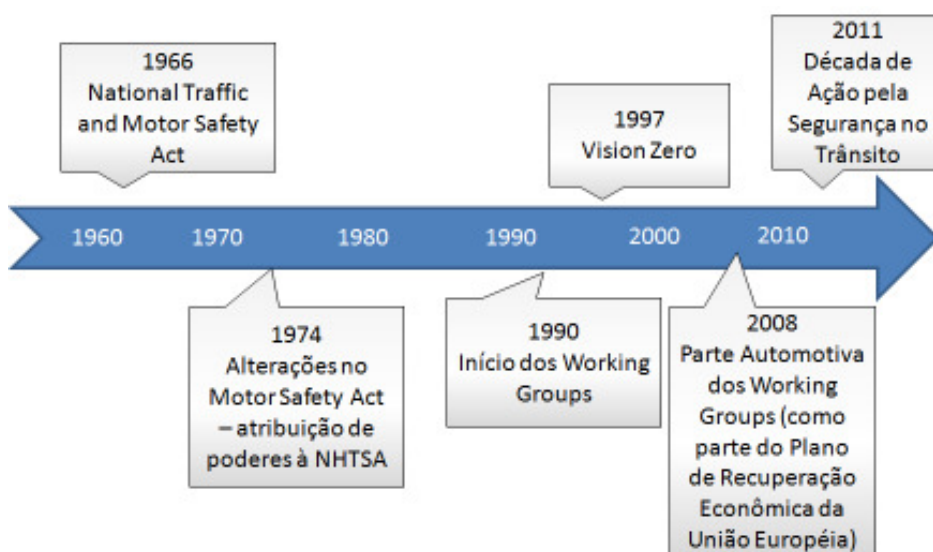 1966
National Traffic
and Motor Safety
Act
1997
Vision Zero
2011
Década de
Ação pela
Segurança no
Trânsito
1960
1970
1980
1990
2000
2010
1974
Alterações no
Motor Safety Act
– atribuição de
poderes à NHTSA
1990
Início dos Working
Groups
2008
Parte Automotiva
dos Working
Groups (como
parte do Plano
de Recuperação
Econômica da
União Européia)